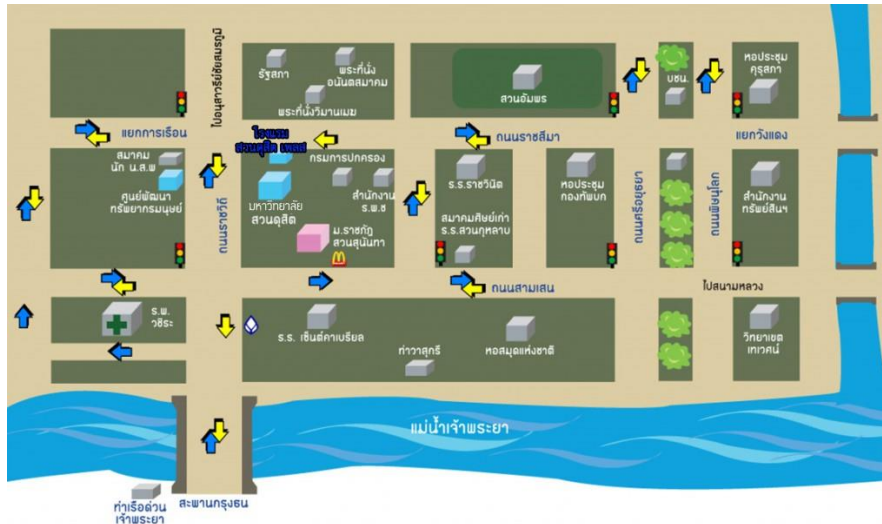 ไปอนุสาวรีย์ชัยสมรภูมิ
รัฐสภา
พระที่นั่ง
อนันตสมาคม
พระที่นั่งวิมานเมฆ
สวนอัมพร
บชน.
หอประชุม
คุรุสภา
แยกการเรือน
โรงแรม
สวนดุสิต เพลส
ถนนราชสีมา
แยกวังแดง
สมาคม
นัก น.ส.พ
ศูนย์พัฒนา
ทรัพยากรมนุษย์
ถนนราชวิถี
กรมการปกครอง
มหาวิทยาลัย
สวนดุสิต
สำนักงาน
ร.พ.ช
ม.ราชภัฎ
สวนสุนันทา
ร.ร.ราชวินิต
สมาคมศิษย์เก่า
ร.ร.สวนกุหลาบ
หอประชุม
กองทัพบก
ถนนศรีอยุธยา
ถนนพิษณุโลก
สำนักงาน
ทรัพย์สินฯ
ถนนสามเสน
ไปสนามหลวง
ร.พ.
วชิระ
ร.ร. เซ็นต์คาเบรียล
ท่าวาสุกรี
หอสมุดแห่งชาติ
วิทยาเขต
เทเวศน์
แม่น้ำเจ้าพระยา
ท่าเรือด่วน
เจ้าพระยา
สะพานกรุงธน